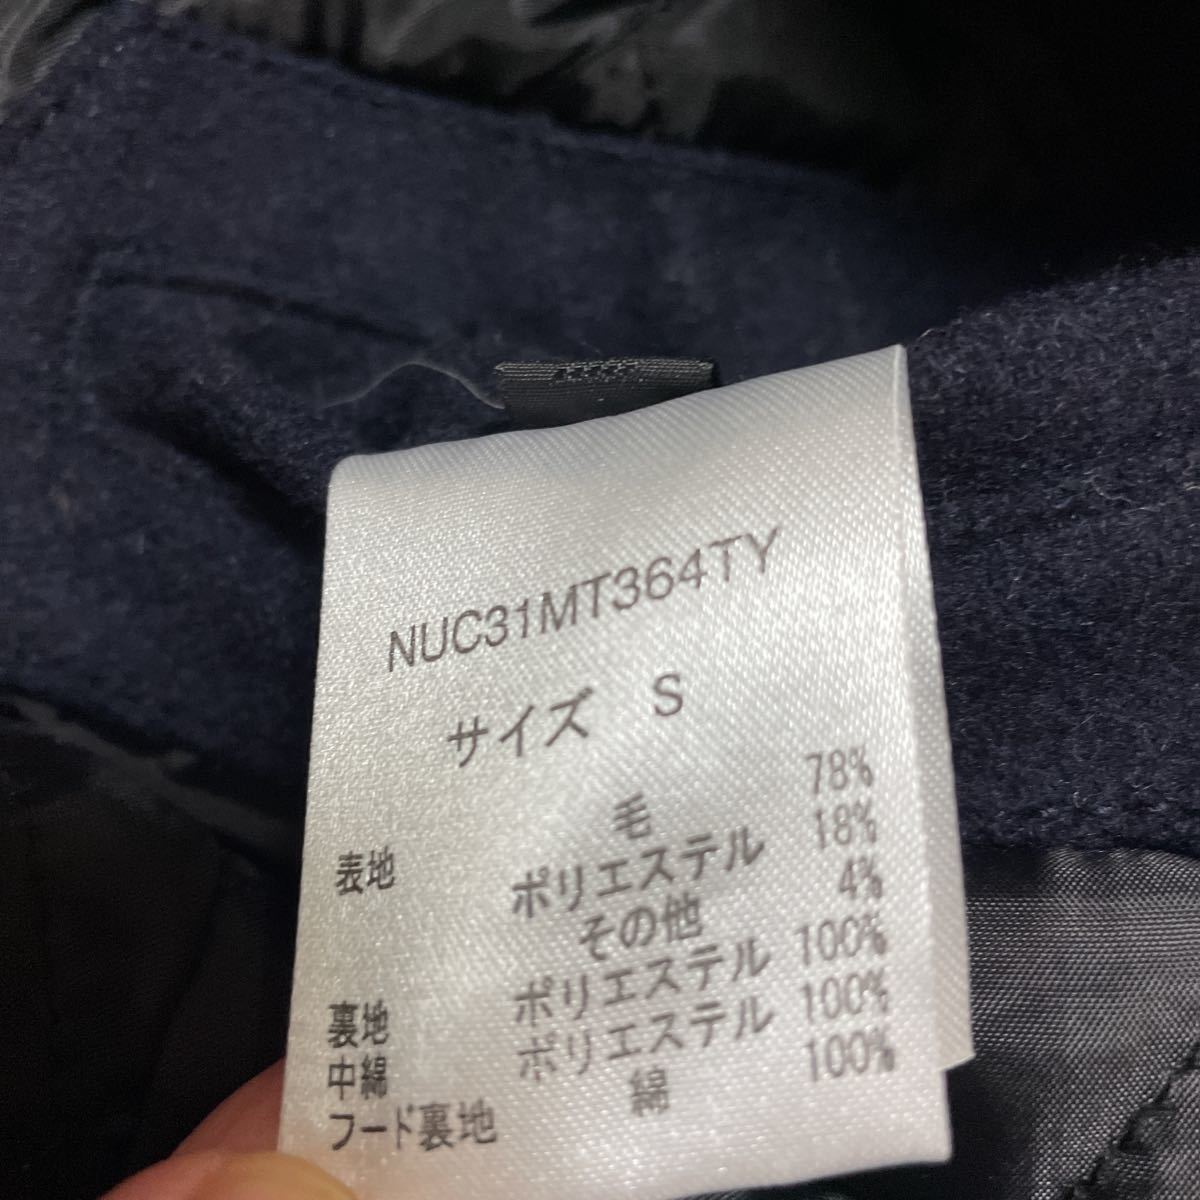 NUC31MT364TY
サイズ S
表地 毛 78%
ポリエステル 18%
その他 4%
裏地 ポリエステル 100%
中綿 ポリエステル 100%
フード裏地 綿 100%